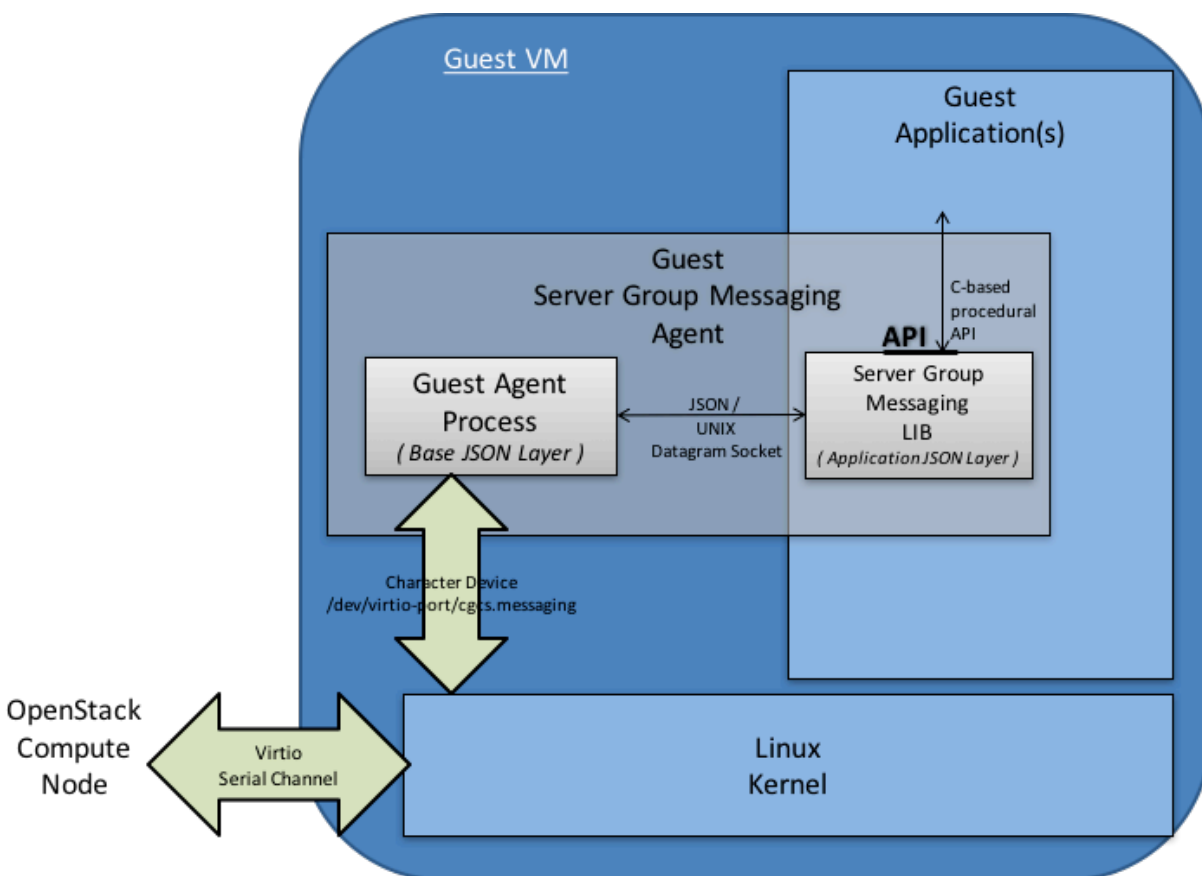 Guest VM
Guest
Application(s)
Guest
Server Group Messaging
Agent
C-based
procedural
API
API
Guest Agent
Process
( Base JSON Layer )
JSON /
UNIX
Datagram Socket
Server Group
Messaging
LIB
( Application JSON Layer )
Character Device
/dev/virtio-port/cgcs.messaging
OpenStack
Compute
Node
Virtio
Serial Channel
Linux
Kernel